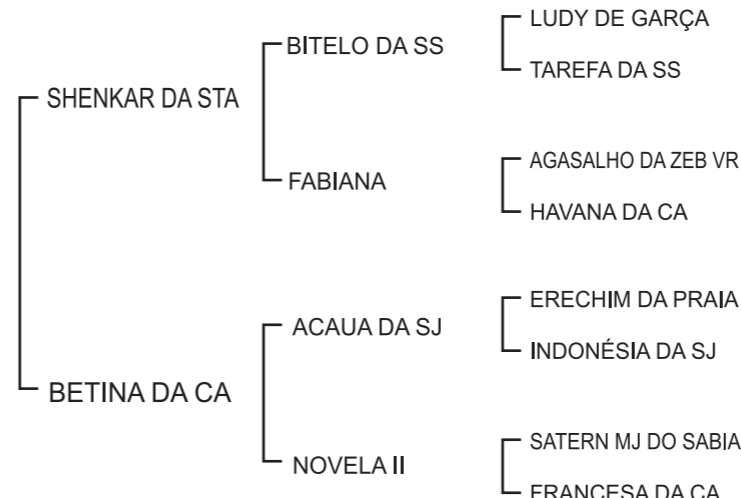 LUDY DE GARÇA
BITELO DA SS
TAREFA DA SS
SHENKAR DA STA
AGASALHO DA ZEB VR
FABIANA
HAVANA DA CA
ERECHIM DA PRAIA
ACAUA DA SJ
INDONÉSIA DA SJ
BETINA DA CA
SATERN MJ DO SABIA
NOVELA II
FRANCESA DA CA